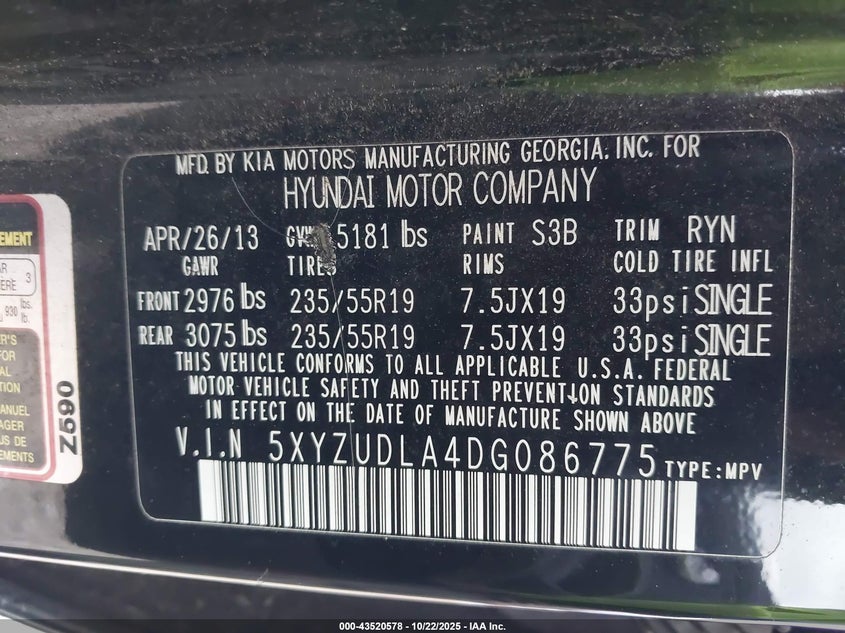 MFD. BY KIA MOTORS MANUFACTURING GEORGIA. INC. FOR
HYUNDAI MOTOR COMPANY
APR/26/13 5181 lbs PAINT S3B TRIM RYN
GAWR TIRES RIMS COLD TIRE INFL
FRONT 2976 lbs 235/55R19 7.5JX19 33psi SINGLE
REAR 3075 lbs 235/55R19 7.5JX19 33psi SINGLE
THIS VEHICLE CONFORMS TO ALL APPLICABLE U.S.A. FEDERAL
MOTOR VEHICLE SAFETY AND THEFT PREVENTION STANDARDS
IN EFFECT ON THE DATE OF MANUFACTURE SHOWN ABOVE
V.I.N 5XYZUDLA4DG086775 TYPE:MPV
3
930
lbs.
FOR
Z590
000-43520578 - 10/22/2025 - IAA Inc.